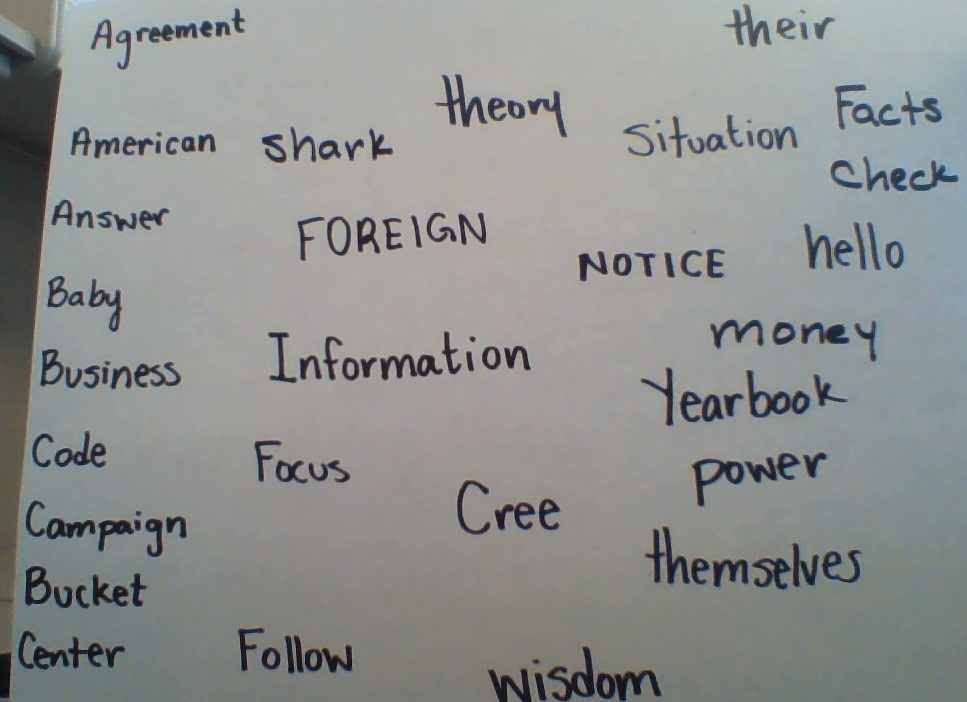 Agreement
their
theory
Facts
American
shark
Situation
Check
Answer
FOREIGN
NOTICE
hello
Baby
money
Business
Information
Yearbook
Code
Focus
power
Campaign
Cree
themselves
Bucket
Center
Follow
wisdom